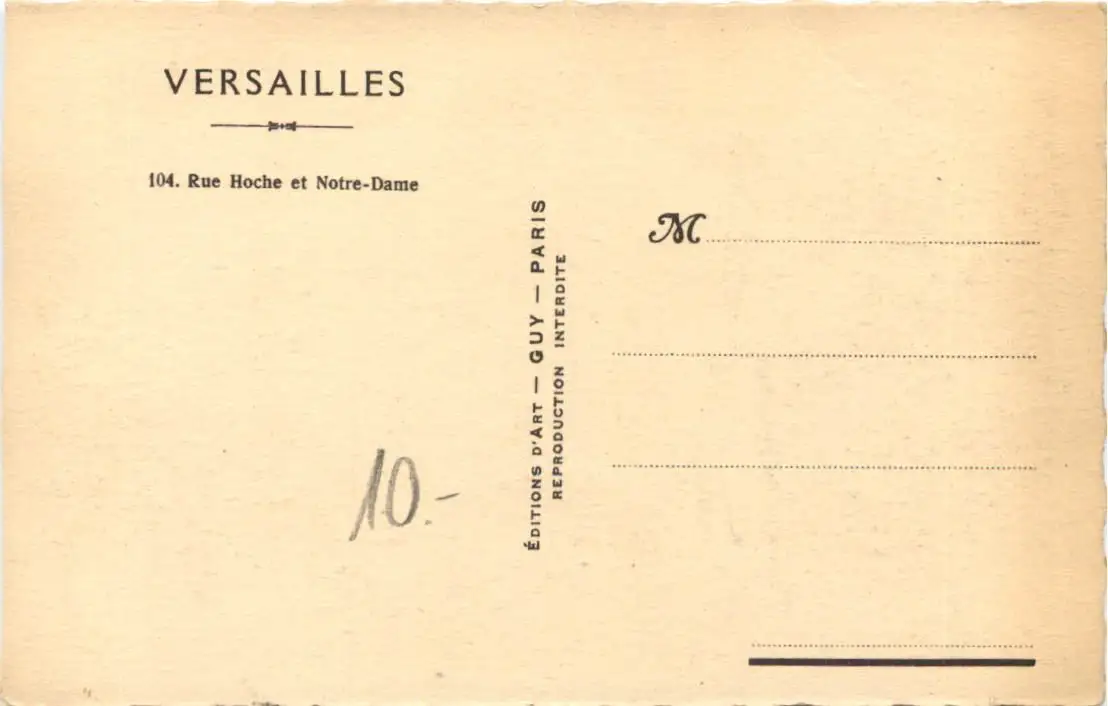 VERSAILLES
104. Rue Hoche et Notre-Dame
10.-
ÉDITIONS D'ART — GUY — PARIS
REPRODUCTION INTERDITE
M